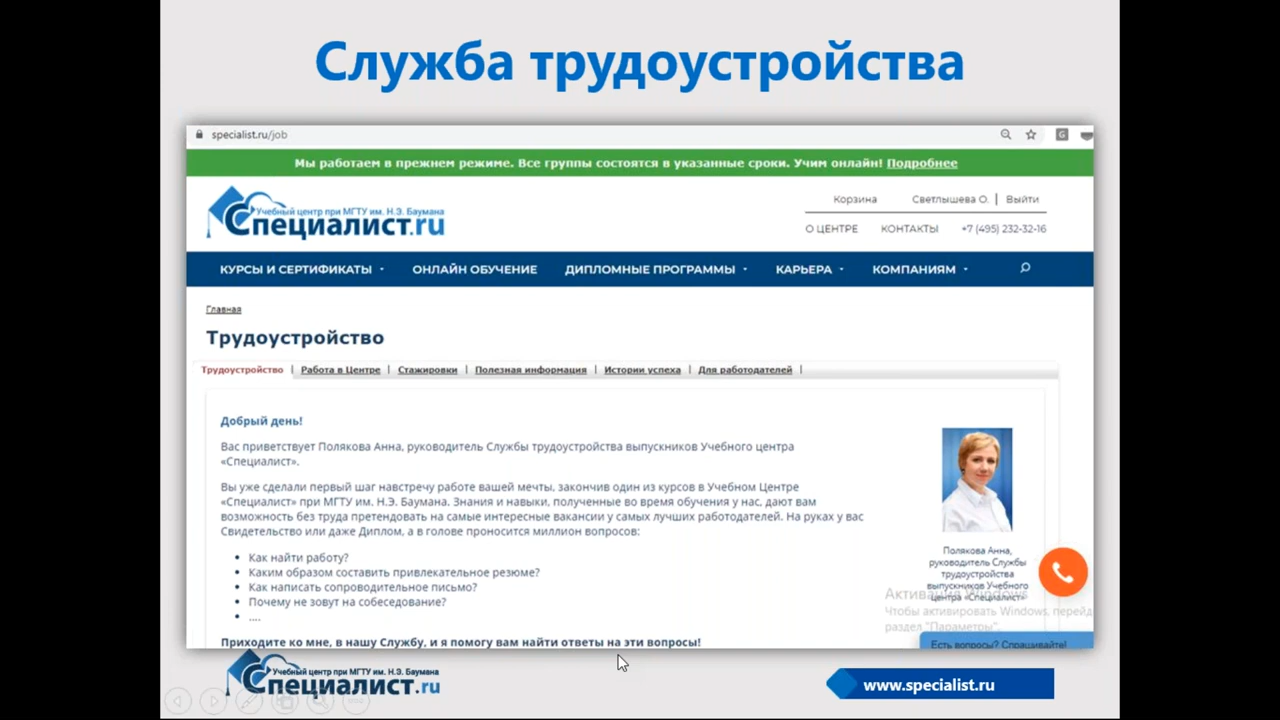 Служба трудоустройства
specialist.ru/job
Мы работаем в прежнем режиме. Все группы состоятся в указанные сроки. Учим онлайн! Подробнее
Учебный центр при МГТУ им. Н.Э. Баумана
Специалист.ru
Корзина Светлышева О. | Выйти
О ЦЕНТРЕ КОНТАКТЫ +7 (495) 232-32-16
КУРСЫ И СЕРТИФИКАТЫ ОНЛАЙН ОБУЧЕНИЕ ДИПЛОМНЫЕ ПРОГРАММЫ КАРЬЕРА КОМПАНИЯМ
Главная
Трудоустройство
Трудоустройство | Работа в Центре | Стажировки | Полезная информация | Истории успеха | Для работодателей |
Добрый день!
Вас приветствует Полякова Анна, руководитель Службы трудоустройства выпускников Учебного центра
«Специалист».
Вы уже сделали первый шаг навстречу работе вашей мечты, закончив один из курсов в Учебном Центре
«Специалист» при МГТУ им. Н.Э. Баумана. Знания и навыки, полученные во время обучения у нас, дают вам
возможность без труда претендовать на самые интересные вакансии у самых лучших работодателей. На руках у вас
Свидетельство или даже Диплом, а в голове проносится миллион вопросов:
• Как найти работу?
• Каким образом составить привлекательное резюме?
• Как написать сопроводительное письмо?
• Почему не зовут на собеседование?
• ....
Приходите ко мне, в нашу Службу, и я помогу вам найти ответы на эти вопросы!
Полякова Анна,
руководитель Службы
трудоустройства
выпускников Учебного
центра «Специалист»
Активация Windows
Чтобы активировать Windows, перейд
раздел "Параметры".
Есть вопросы? Спрашивайте!
Учебный центр при МГТУ им. Н.Э. Баумана
Специалист.ru
www.specialist.ru